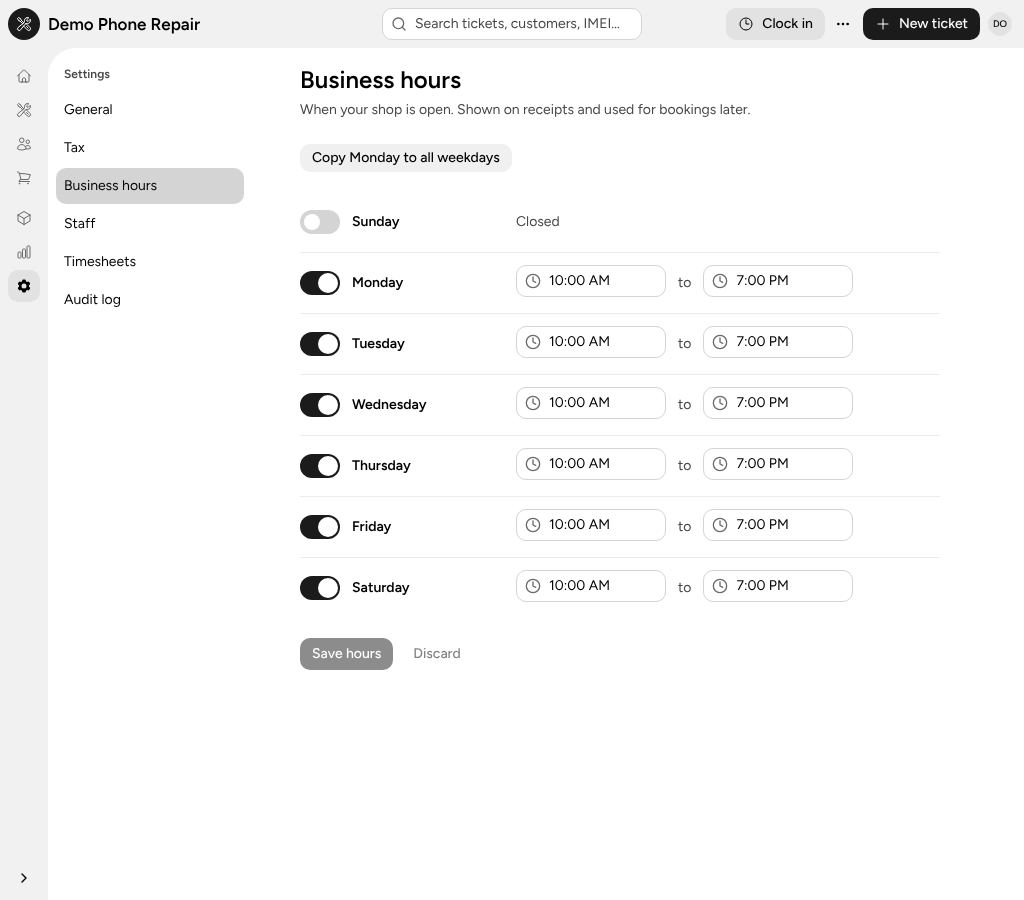 Demo Phone Repair
Search tickets, customers, IMEI...
Clock in
New ticket
DO
Settings
General
Tax
Business hours
Staff
Timesheets
Audit log
Business hours
When your shop is open. Shown on receipts and used for bookings later.
Copy Monday to all weekdays
Sunday Closed
Monday 10:00 AM to 7:00 PM
Tuesday 10:00 AM to 7:00 PM
Wednesday 10:00 AM to 7:00 PM
Thursday 10:00 AM to 7:00 PM
Friday 10:00 AM to 7:00 PM
Saturday 10:00 AM to 7:00 PM
Save hours Discard